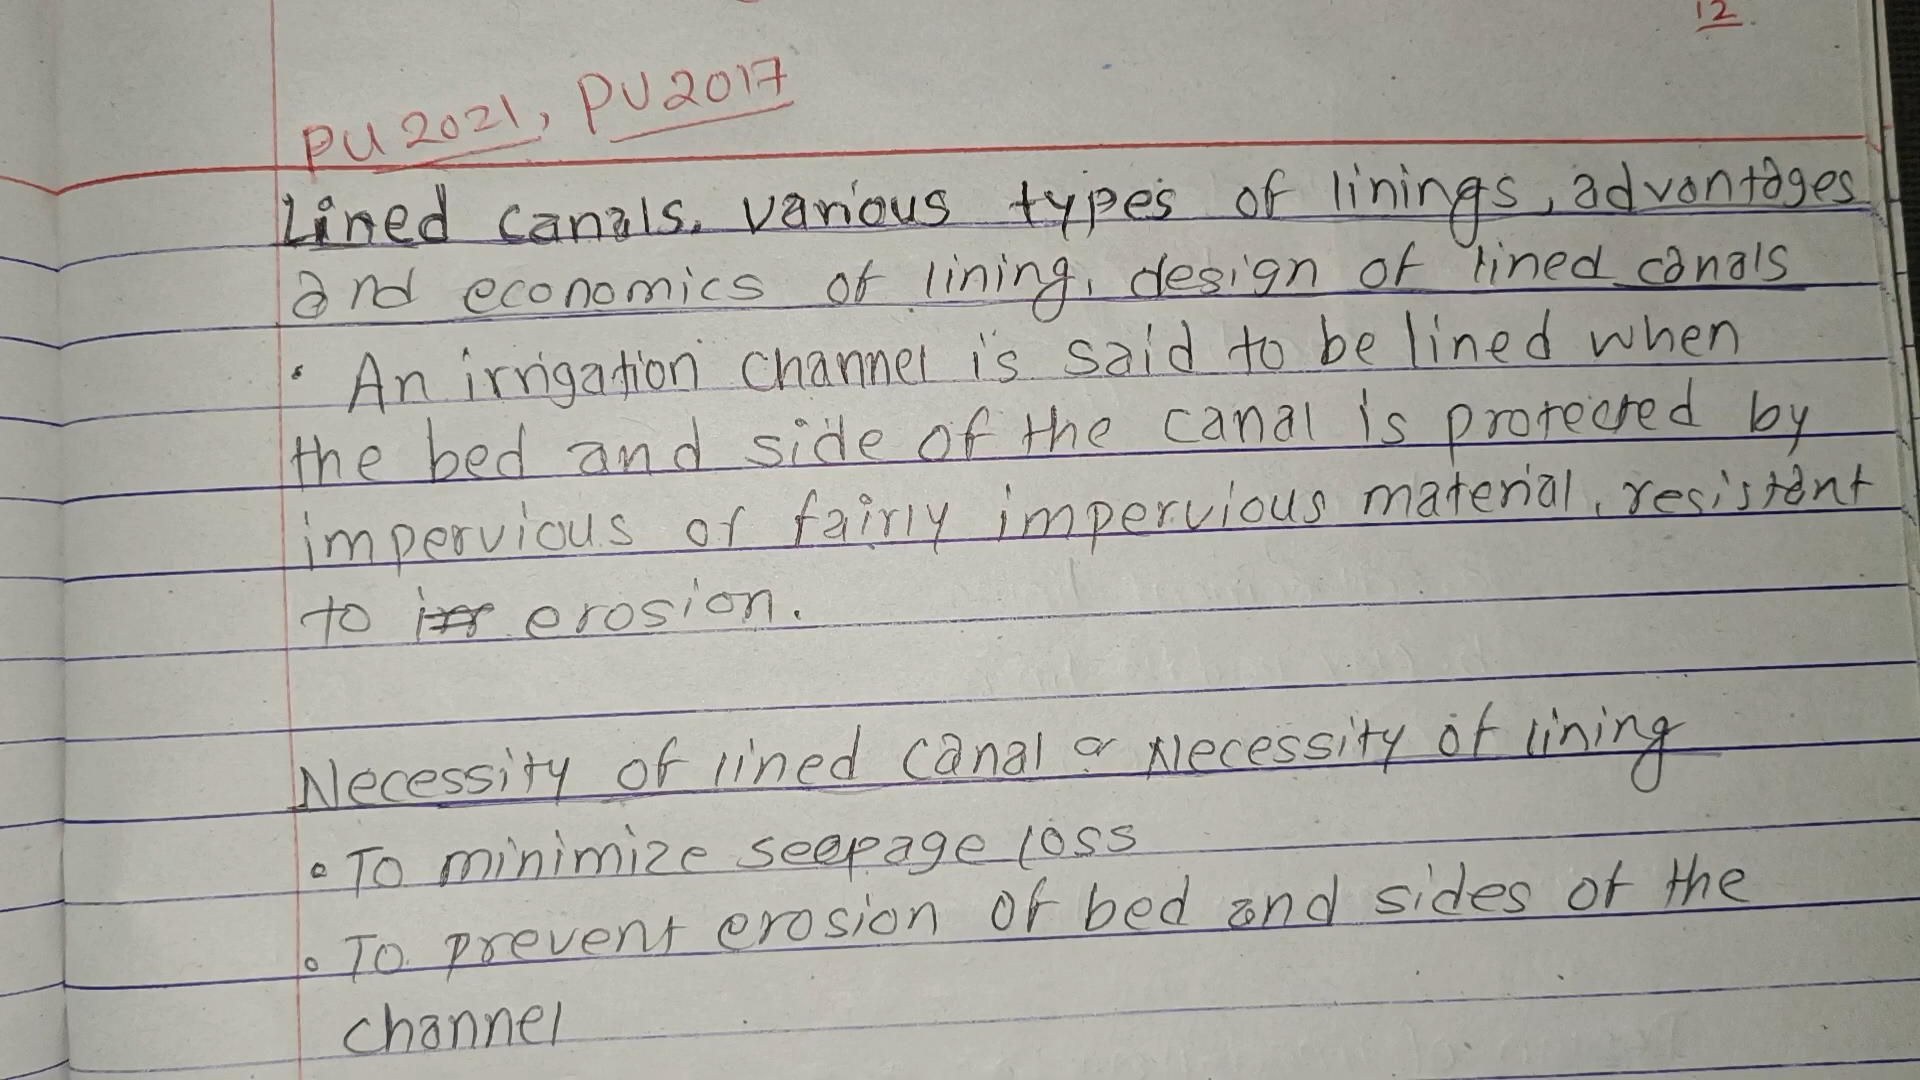 12
PU 2021, PU 2017
Lined canals, various types of linings, advantages
and economics of lining, design of lined canals
• An irrigation channel is said to be lined when
the bed and side of the canal is protected by
impervious or fairly impervious material, resistant
to erosion.
Necessity of lined canal or Necessity of lining
• To minimize seepage loss
• To prevent erosion of bed and sides of the
channel